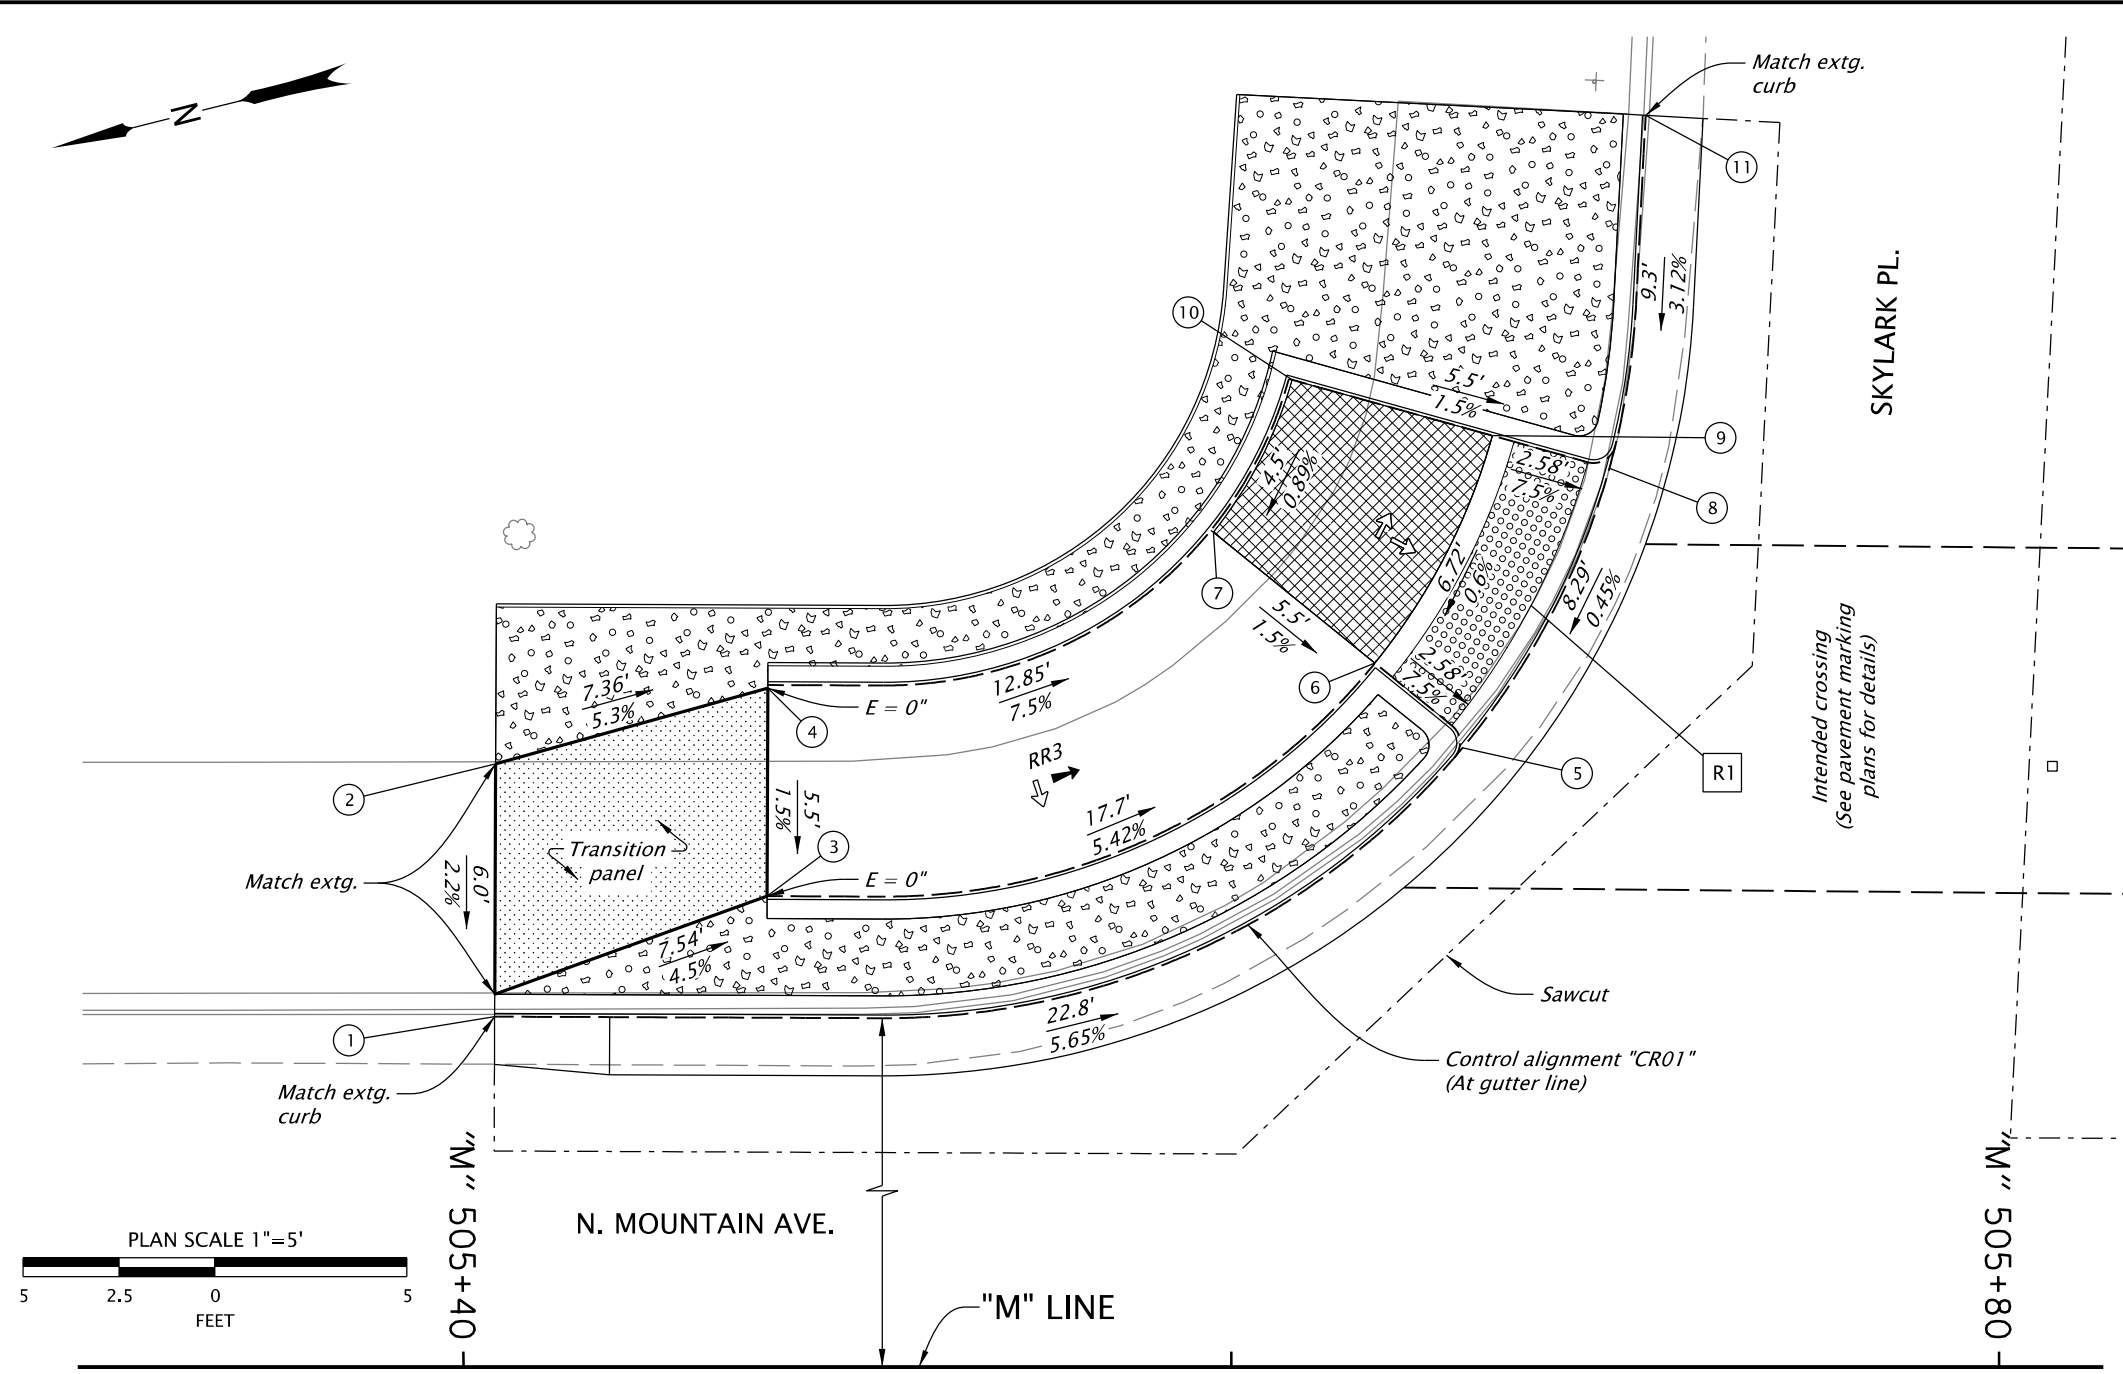 N
Match extg.
curb
11
9.3'
3.12%
SKYLARK PL.
10
5.5'
1.5%
9
4.5'
0.89%
2.58'
7.5%
8
6.72'
0.6%
8.29'
0.45%
7
5.5'
1.5%
2.58'
7.5%
6
5
R1
Intended crossing
(See pavement marking
plans for details)
7.36'
5.3%
E = 0"
4
12.85'
7.5%
RR3
2
5.5'
1.5%
3
17.7'
5.42%
Transition
panel
Match extg.
6.0'
2.2%
E = 0"
7.54'
4.5%
Sawcut
1
22.8'
5.65%
Control alignment "CR01"
(At gutter line)
Match extg.
curb
"M" 505+40
"M" 505+80
N. MOUNTAIN AVE.
PLAN SCALE 1"=5'
5 2.5 0 5
FEET
"M" LINE